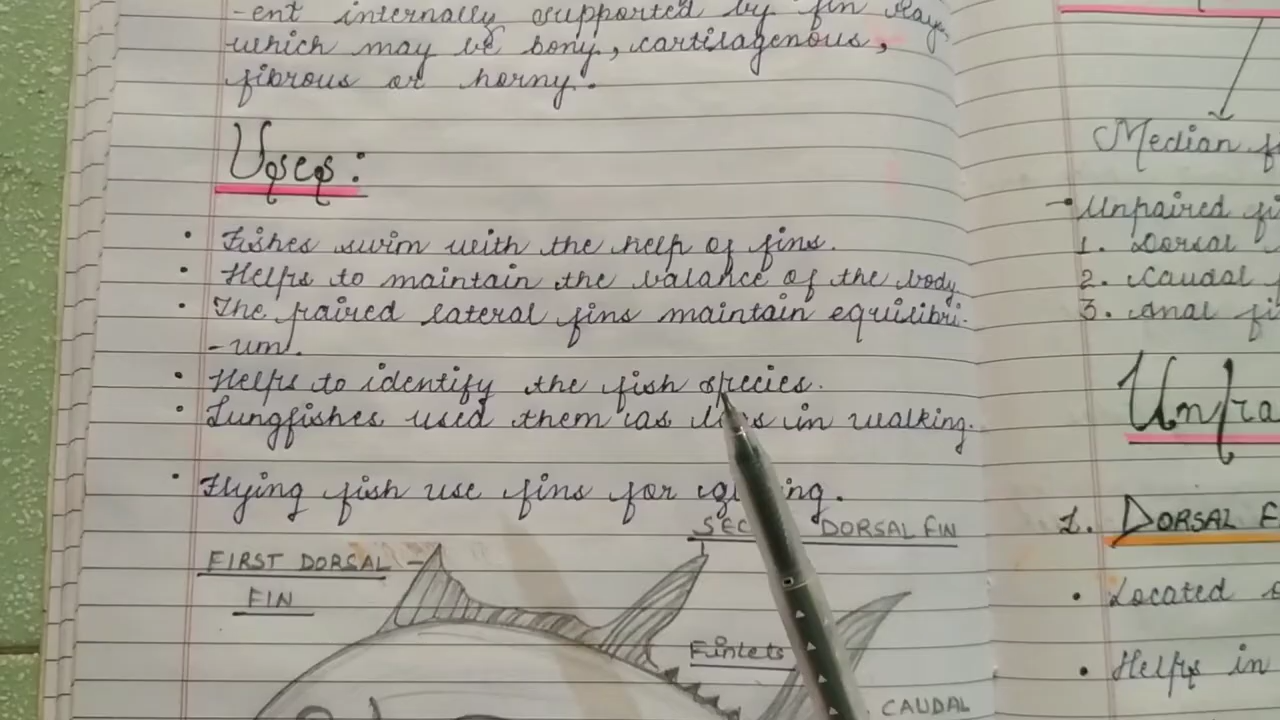 -ent internally supported by fin ray
which may be bony, cartilagenous,
fibrous or horny.
Uses:
• Fishes swim with the help of fins.
• Helps to maintain the balance of the body
• The paired lateral fins maintain equilibri-
-um.
• Helps to identify the fish species.
• Lungfishes used them as in walking.
• Flying fish use fins for
SEC DORSAL FIN
FIRST DORSAL
FIN
Finlets
CAUDAL
Median
Unpaired
1. Dorsal
2. Caudal
3. Anal
1. DORSAL F
• Located
• Helps in